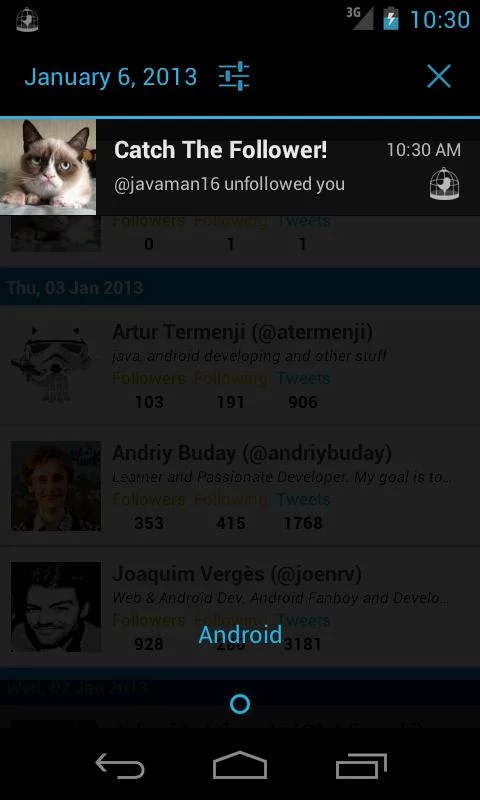 3G 10:30
January 6, 2013
Catch The Follower! 10:30 AM
@javaman16 unfollowed you
Followers Following Tweets
0 1 1
Thu, 03 Jan 2013
Artur Termenji (@atermenji)
java, android developing and other stuff
Followers Following Tweets
103 191 906
Andriy Buday (@andriybuday)
Learner and Passionate Developer. My goal is to...
Followers Following Tweets
353 415 1768
Joaquim Vergès (@joenrv)
Web & Android Dev, Android Fanboy and Develo...
Followers Following Tweets
Android
928 286 3181
Wed, 02 Jan 2013